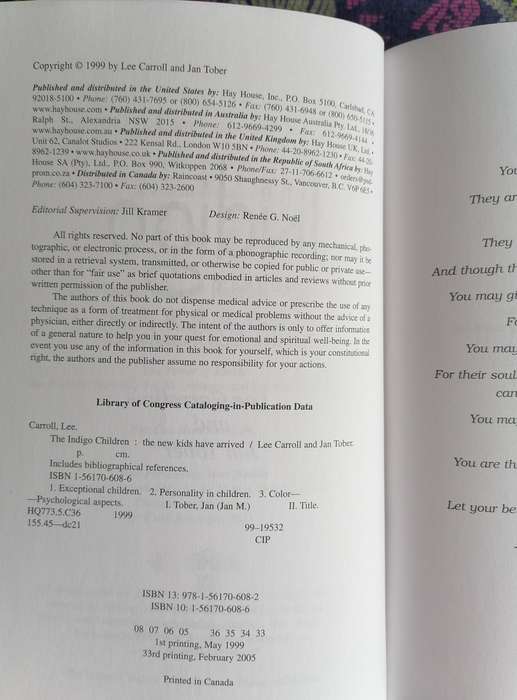 Copyright © 1999 by Lee Carroll and Jan Tober
Published and distributed in the United States by: Hay House, Inc., P.O. Box 5100, Carlsbad, CA
92018-5100 • Phone: (760) 431-7695 or (800) 654-5126 • Fax: (760) 431-6948 or (800) 650-5115 •
www.hayhouse.com • Published and distributed in Australia by: Hay House Australia Pty. Ltd., 18/36
Ralph St., Alexandria NSW 2015 • Phone: 612-9669-4299 • Fax: 612-9669-4144 •
www.hayhouse.com.au • Published and distributed in the United Kingdom by: Hay House UK, Ltd. •
Unit 62, Canalot Studios • 222 Kensal Rd., London W10 5BN • Phone: 44-20-8962-1230 • Fax: 44-20-
8962-1239 • www.hayhouse.co.uk • Published and distributed in the Republic of South Africa by: Hay
House SA (Pty), Ltd., P.O. Box 990, Witkoppen 2068 • Phone/Fax: 27-11-706-6612 • orders@psd-
prom.co.za • Distributed in Canada by: Raincoast • 9050 Shaughnessy St., Vancouver, B.C. V6P 6E5 •
Phone: (604) 323-7100 • Fax: (604) 323-2600
Editorial Supervision: Jill Kramer Design: Renée G. Noël
All rights reserved. No part of this book may be reproduced by any mechanical, pho-
tographic, or electronic process, or in the form of a phonographic recording; nor may it be
stored in a retrieval system, transmitted, or otherwise be copied for public or private use—
other than for “fair use” as brief quotations embodied in articles and reviews without prior
written permission of the publisher.
The authors of this book do not dispense medical advice or prescribe the use of any
technique as a form of treatment for physical or medical problems without the advice of a
physician, either directly or indirectly. The intent of the authors is only to offer information
of a general nature to help you in your quest for emotional and spiritual well-being. In the
event you use any of the information in this book for yourself, which is your constitutional
right, the authors and the publisher assume no responsibility for your actions.
Library of Congress Cataloging-in-Publication Data
Carroll, Lee.
The Indigo Children : the new kids have arrived / Lee Carroll and Jan Tober.
p. cm.
Includes bibliographical references.
ISBN 1-56170-608-6
1. Exceptional children. 2. Personality in children. 3. Color—
—Psychological aspects. I. Tober, Jan (Jan M.) II. Title.
HQ773.5.C36 1999
155.45—dc21 99-19532
CIP
ISBN 13: 978-1-56170-608-2
ISBN 10: 1-56170-608-6
08 07 06 05 36 35 34 33
1st printing, May 1999
33rd printing, February 2005
Printed in Canada
You
They ar
They
And though th
You may gi
Fo
You may
For their soul
can
You ma
You are th
Let your be